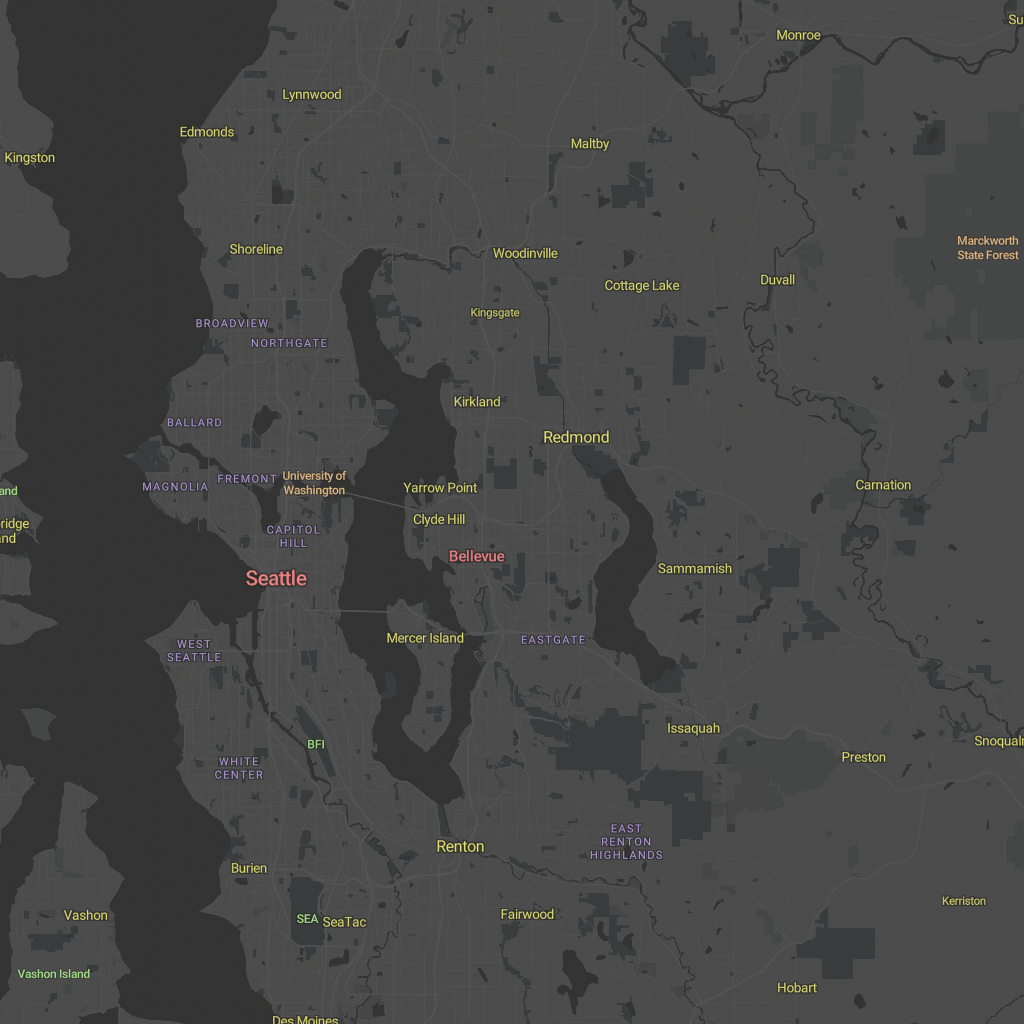 Su
Monroe
Lynnwood
Edmonds
Maltby
Kingston
Marckworth
State Forest
Shoreline
Woodinville
Duvall
Cottage Lake
Kingsgate
BROADVIEW
NORTHGATE
Kirkland
BALLARD
Redmond
University of
Washington
FREMONT
MAGNOLIA
Yarrow Point
Carnation
and
Clyde Hill
ridge
nd
CAPITOL
HILL
Bellevue
Seattle
Sammamish
Mercer Island
EASTGATE
WEST
SEATTLE
Issaquah
BFI
Snoqualm
Preston
WHITE
CENTER
EAST
RENTON
HIGHLANDS
Renton
Burien
Kerriston
Vashon
SEA
SeaTac
Fairwood
Vashon Island
Hobart
Des Moines